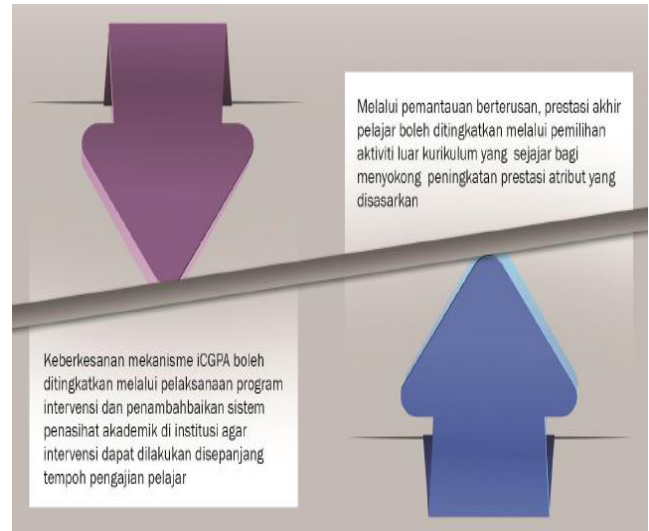 Melalui pemantauan berterusan, prestasi akhir
pelajar boleh ditingkatkan melalui pemilihan
aktiviti luar kurikulum yang sejajar bagi
menyokong peningkatan prestasi atribut yang
disasarkan
Keberkesanan mekanisme iCGPA boleh
ditingkatkan melalui pelaksanaan program
intervensi dan penambahbaikan sistem
penasihat akademik di institusi agar
intervensi dapat dilakukan disepanjang
tempoh pengajian pelajar